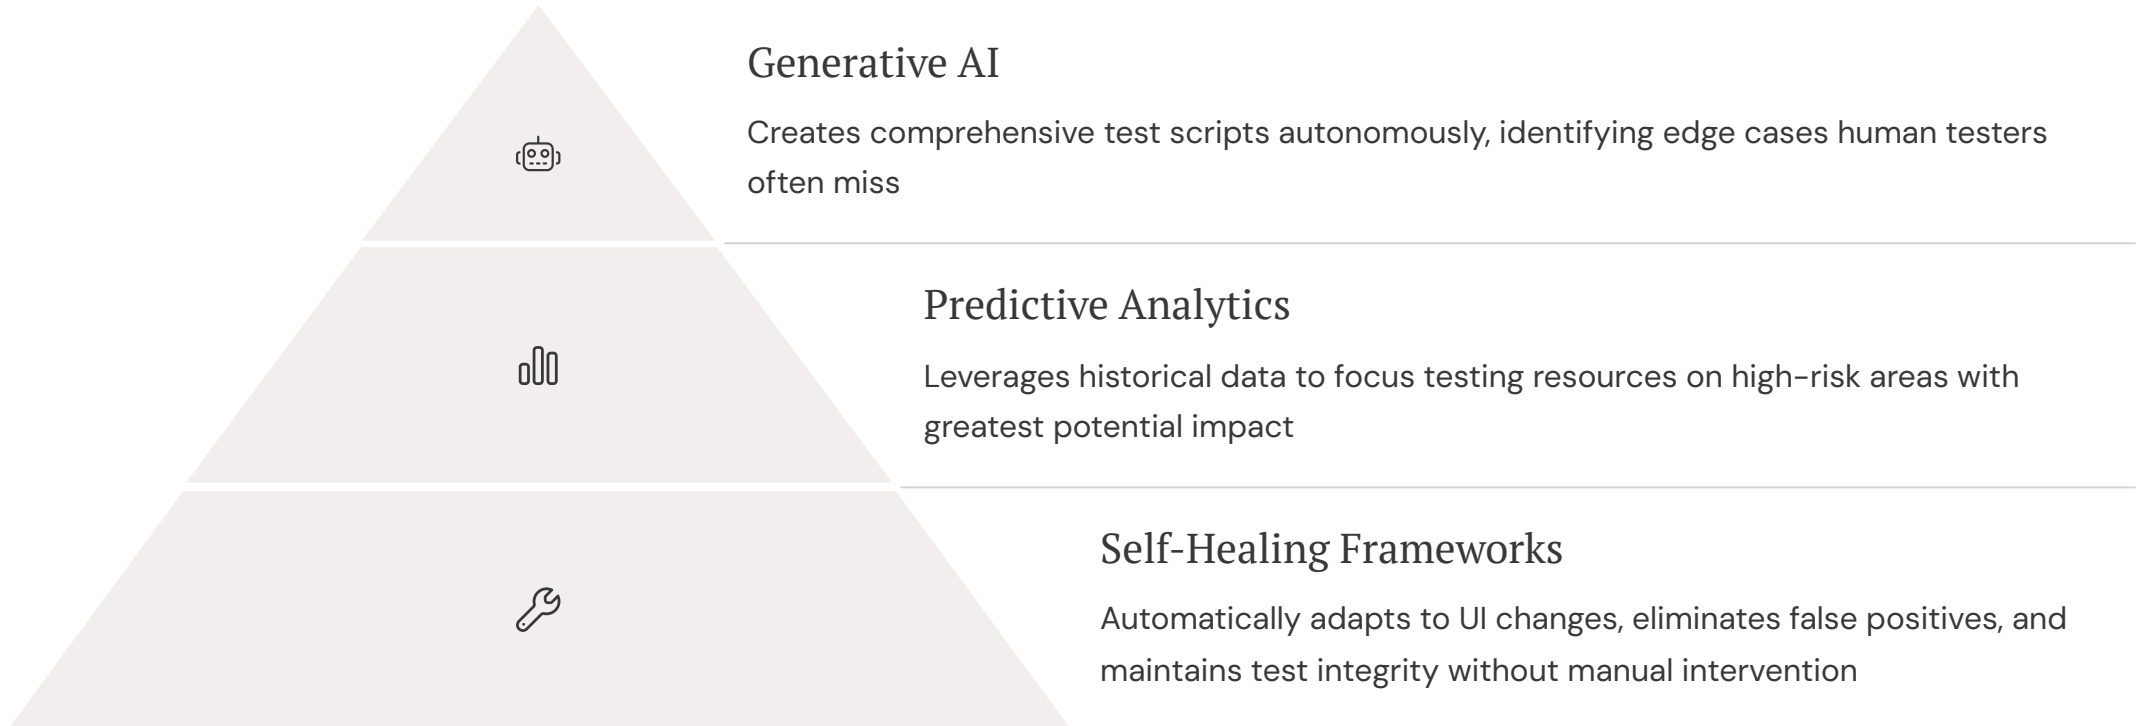 Generative AI
Creates comprehensive test scripts autonomously, identifying edge cases human testers
often miss
Predictive Analytics
Leverages historical data to focus testing resources on high-risk areas with
greatest potential impact
Self-Healing Frameworks
Automatically adapts to UI changes, eliminates false positives, and
maintains test integrity without manual intervention